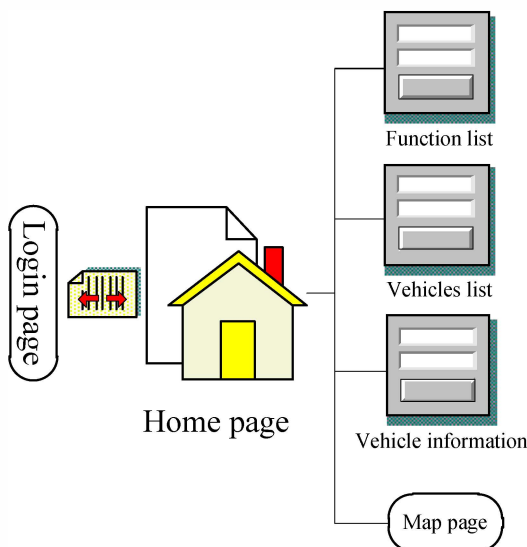 Login page
Home page
Function list
Vehicles list
Vehicle information
Map page